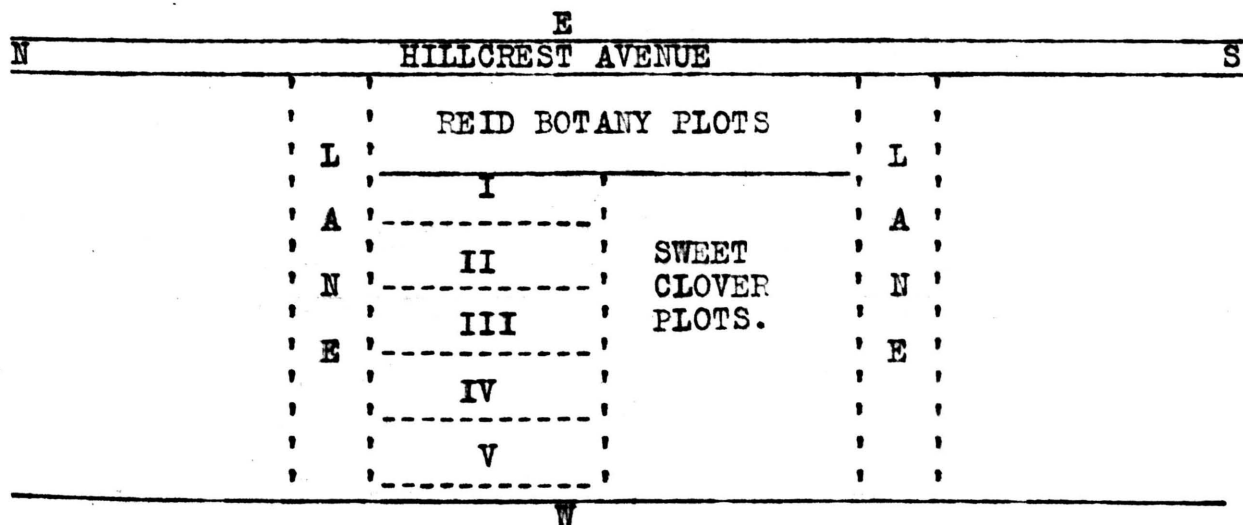 E
N HILLCREST AVENUE S
REID BOTANY PLOTS
L L
I
A A
II SWEET
N CLOVER N
III PLOTS.
E E
IV
V
W